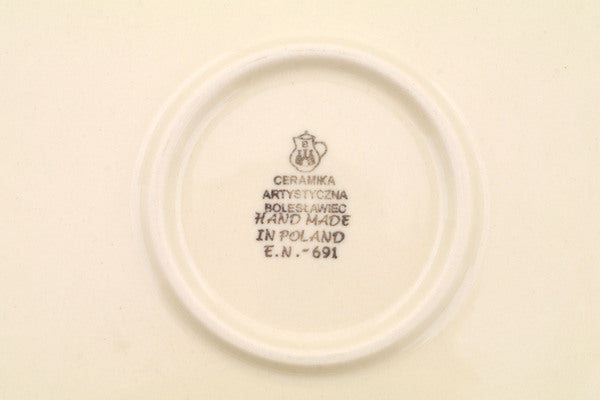 CERAMIKA
ARTYSTYCZNA
BOLESŁAWIEC
HAND MADE
IN POLAND
E.N.-691